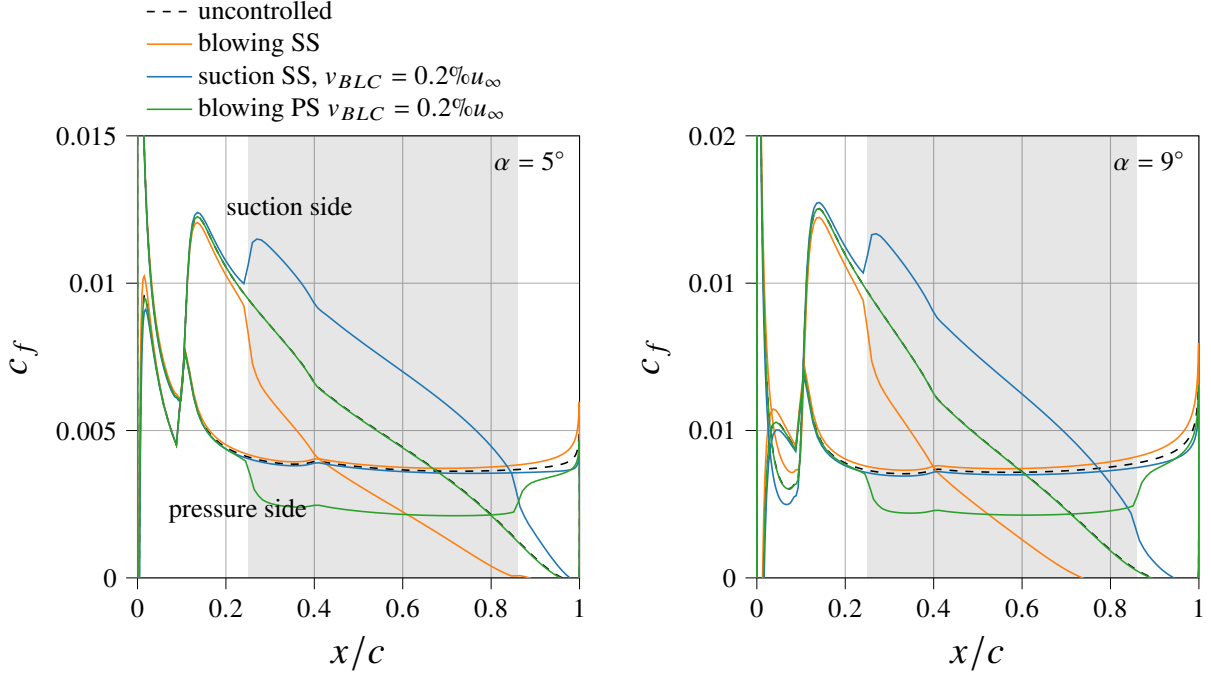 uncontrolled
blowing SS
suction SS, v_BLC = 0.2%u_∞
blowing PS v_BLC = 0.2%u_∞
0.015
0.01
0.005
0
c_f
α = 5°
suction side
pressure side
0 0.2 0.4 0.6 0.8 1
x/c
0.02
0.01
0.01
0
c_f
α = 9°
0 0.2 0.4 0.6 0.8 1
x/c